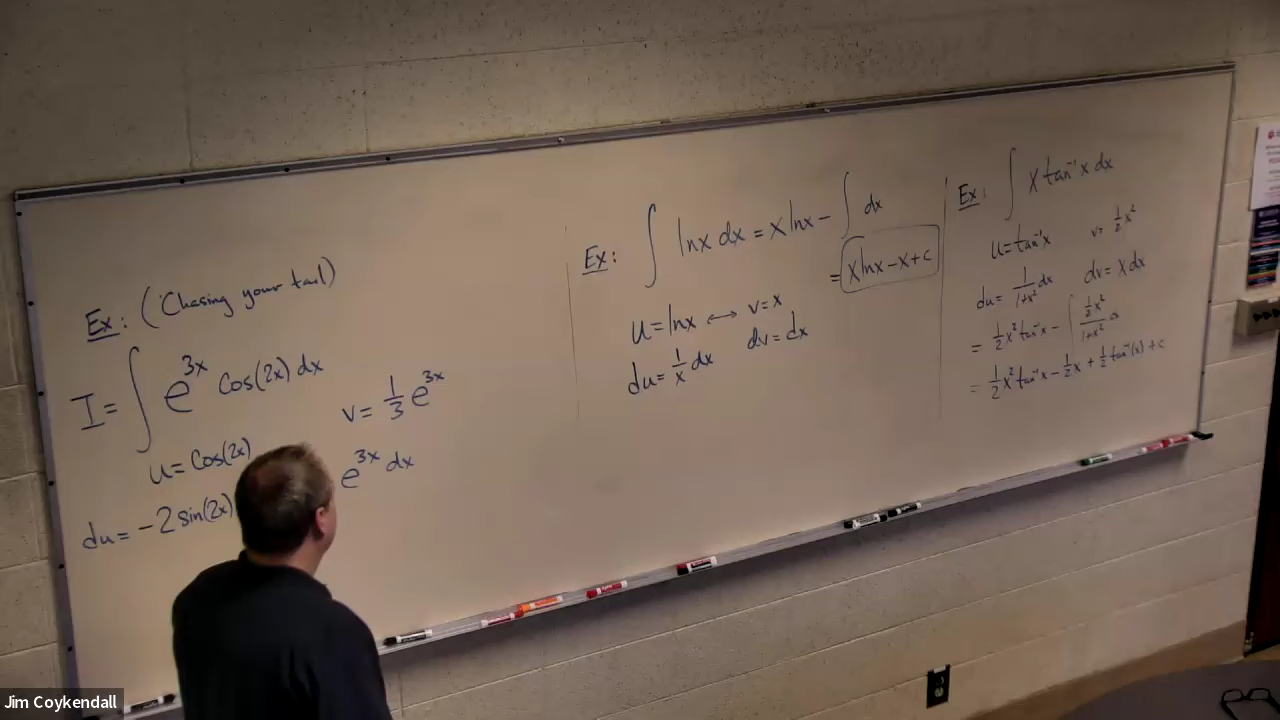 Ex: (Chasing your tail)
I = ∫ e^{3x} cos(2x) dx
u = cos(2x) v = 1/3 e^{3x}
du = -2 sin(2x) e^{3x} dx
Ex: ∫ lnx dx = x lnx - ∫ dx
= x lnx - x + c
u = lnx ⟷ v = x
du = 1/x dx dv = dx
Ex: ∫ x tan⁻¹x dx
u = tan⁻¹x v = 1/2 x²
du = 1/(1+x²) dx dv = x dx
= 1/2 x² tan⁻¹x - ∫ (1/2 x²)/(1+x²) dx
= 1/2 x² tan⁻¹x - 1/2 x + 1/2 tan⁻¹(x) + c
Jim Coykendall